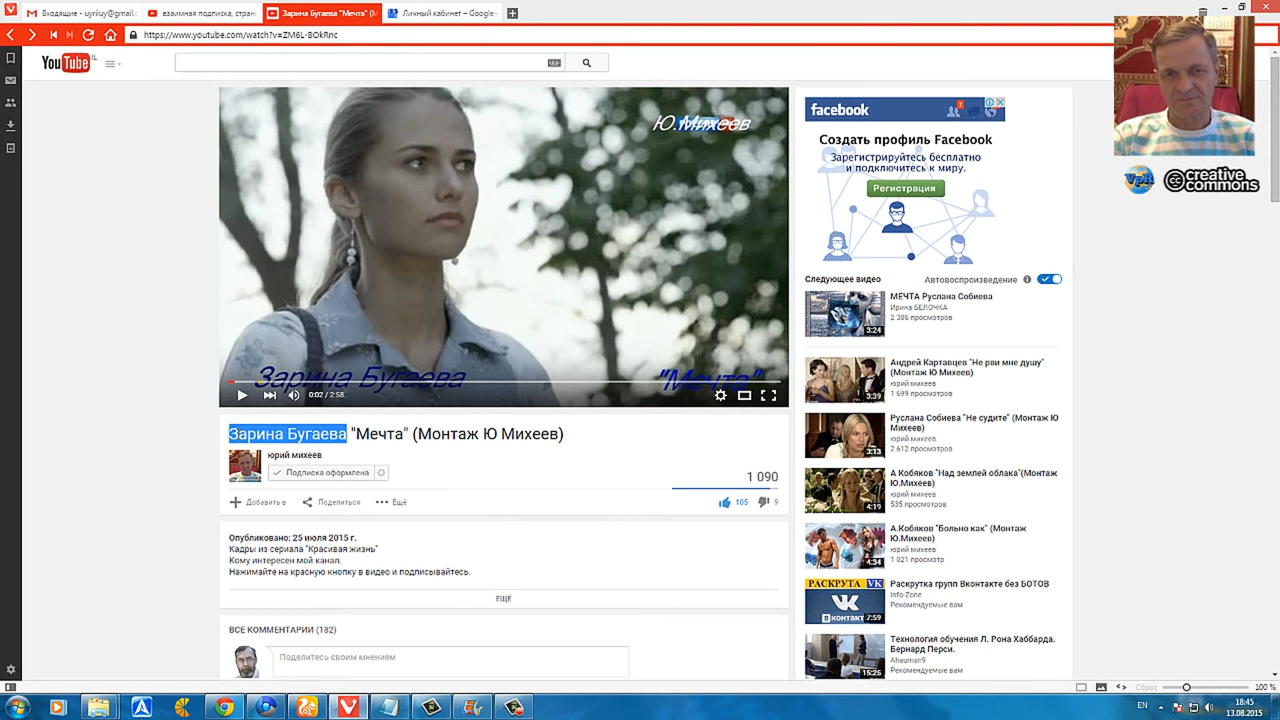 Входящие - uyriiuy@gmail.
взаимная подписка, стран
Зарина Бугаева "Мечта" (М
Личный кабинет – Google
https://www.youtube.com/watch?v=ZM6L-BOkRnc
YouTube IL
Ю.Михеев
Зарина Бугаева
"Мечта"
0:02 / 2:58
Зарина Бугаева "Мечта" (Монтаж Ю Михеев)
юрий михеев
Подписка оформлена
1 090
Добавить в
Поделиться
Ещё
105
9
Опубликовано: 25 июля 2015 г.
Кадры из сериала "Красивая жизнь"
Кому интересен мой канал.
Нажимайте на красную кнопку в видео и подписывайтесь.
ЕЩЁ
ВСЕ КОММЕНТАРИИ (182)
Поделитесь своим мнением
facebook
Создать профиль Facebook
Зарегистрируйтесь бесплатно
и подключитесь к миру.
Регистрация
Следующее видео
Автовоспроизведение
МЕЧТА Руслана Собиева
Ирина БЕЛОЧКА
2 386 просмотров
3:24
Андрей Картавцев "Не рви мне душу"
(Монтаж Ю Михеев)
юрий михеев
1 699 просмотров
3:39
Руслана Собиева "Не судите" (Монтаж Ю
Михеев)
юрий михеев
2 612 просмотров
3:13
А Кобяков "Над землей облака"(Монтаж
Ю.Михеев)
юрий михеев
535 просмотров
4:19
А.Кобяков "Больно как" (Монтаж
Ю.Михеев)
юрий михеев
1 021 просмотр
4:34
РАСКРУТА VK
В контакт
7:59
Раскрутка групп Вконтакте без БОТОВ
Info-Zone
Рекомендуемые вам
Технология обучения Л. Рона Хаббарда.
Бернард Перси.
Ahauman9
Рекомендуемые вам
15:25
VpR
creative
commons
Сброс
100 %
EN
18:45
13.08.2015